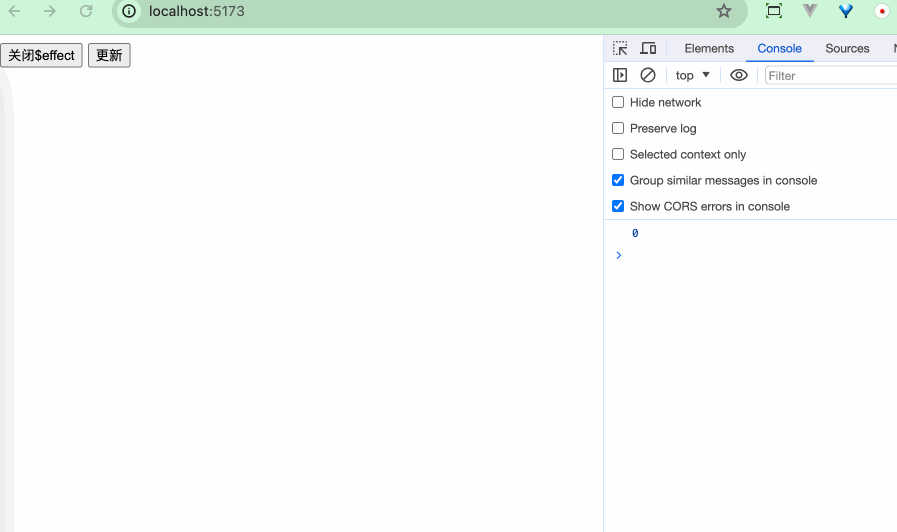 localhost:5173
关闭$effect 更新
Elements Console Sources
top Filter
Hide network
Preserve log
Selected context only
Group similar messages in console
Show CORS errors in console
0